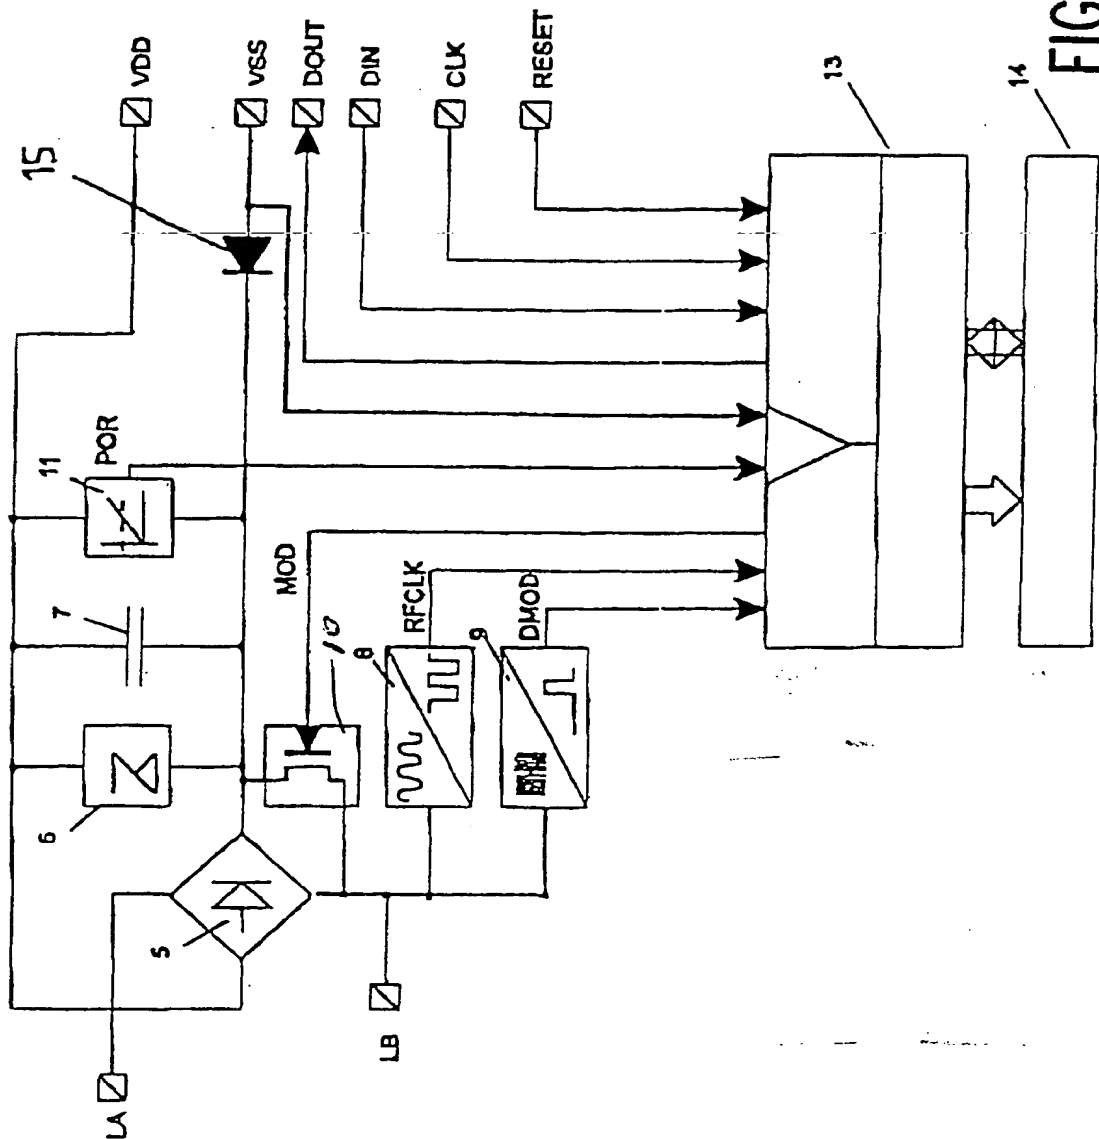 15
VDD
VSS
DOUT
DIN
CLK
RESET
11
POR
7
6
MOD
10
RFCLK
8
DMOD
9
5
LA
LB
13
14
FIG